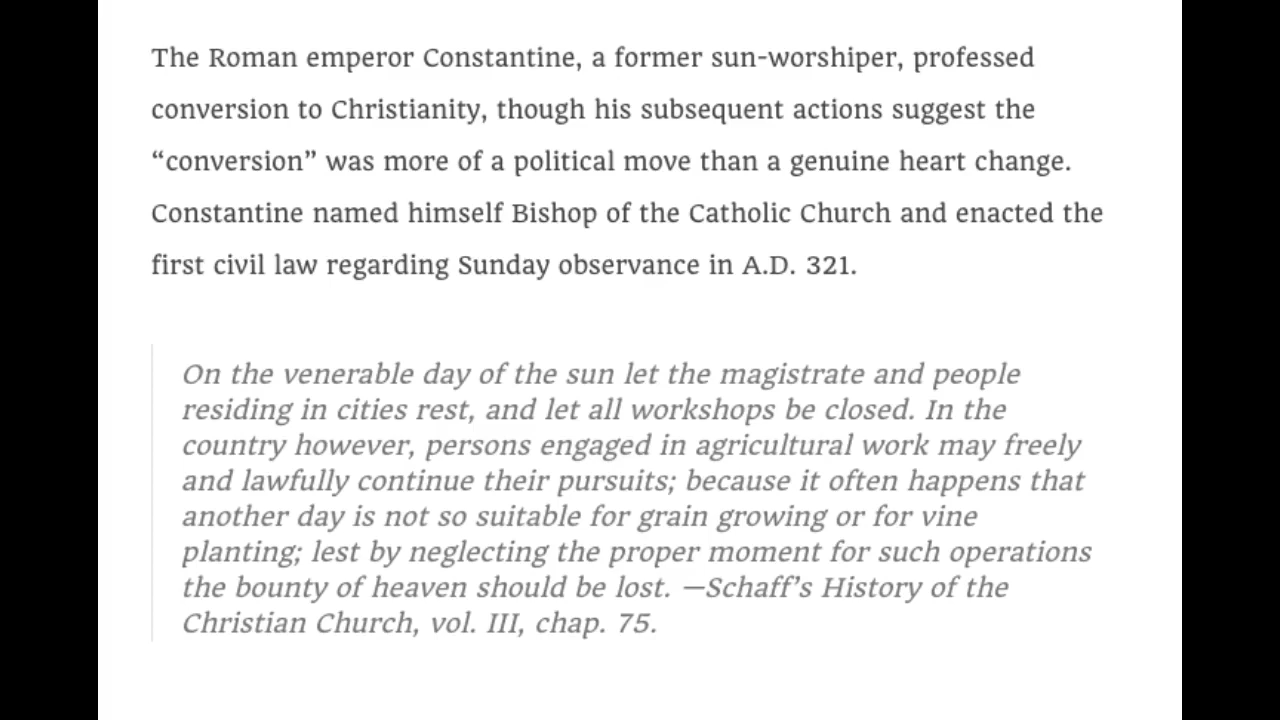 The Roman emperor Constantine, a former sun-worshiper, professed
conversion to Christianity, though his subsequent actions suggest the
“conversion” was more of a political move than a genuine heart change.
Constantine named himself Bishop of the Catholic Church and enacted the
first civil law regarding Sunday observance in A.D. 321.
On the venerable day of the sun let the magistrate and people
residing in cities rest, and let all workshops be closed. In the
country however, persons engaged in agricultural work may freely
and lawfully continue their pursuits; because it often happens that
another day is not so suitable for grain growing or for vine
planting; lest by neglecting the proper moment for such operations
the bounty of heaven should be lost. —Schaff’s History of the
Christian Church, vol. III, chap. 75.